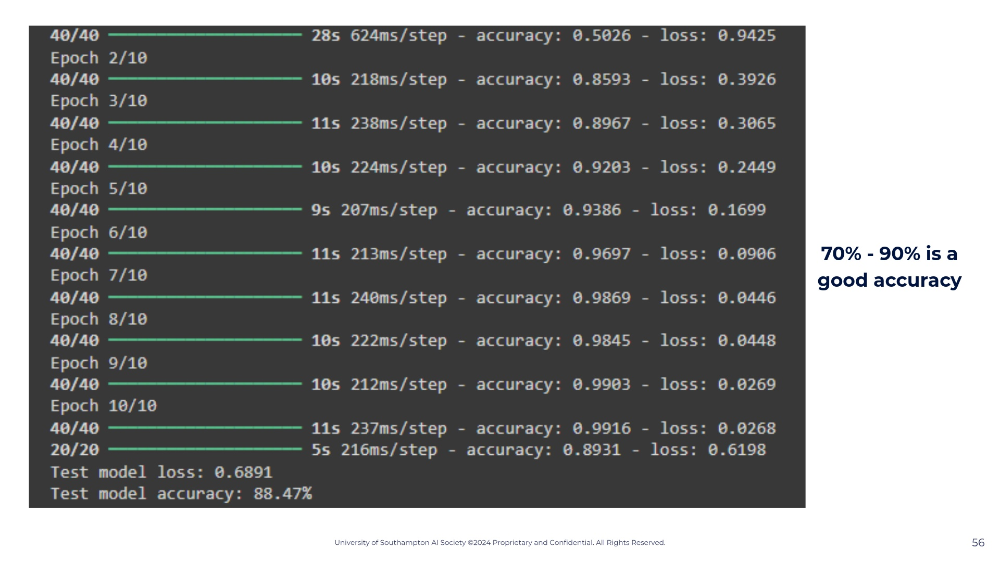 40/40 ━━━━━━━━━━━━━━━━━━━━ 28s 624ms/step - accuracy: 0.5026 - loss: 0.9425
Epoch 2/10
40/40 ━━━━━━━━━━━━━━━━━━━━ 10s 218ms/step - accuracy: 0.8593 - loss: 0.3926
Epoch 3/10
40/40 ━━━━━━━━━━━━━━━━━━━━ 11s 238ms/step - accuracy: 0.8967 - loss: 0.3065
Epoch 4/10
40/40 ━━━━━━━━━━━━━━━━━━━━ 10s 224ms/step - accuracy: 0.9203 - loss: 0.2449
Epoch 5/10
40/40 ━━━━━━━━━━━━━━━━━━━━ 9s 207ms/step - accuracy: 0.9386 - loss: 0.1699
Epoch 6/10
40/40 ━━━━━━━━━━━━━━━━━━━━ 11s 213ms/step - accuracy: 0.9697 - loss: 0.0906
Epoch 7/10
40/40 ━━━━━━━━━━━━━━━━━━━━ 11s 240ms/step - accuracy: 0.9869 - loss: 0.0446
Epoch 8/10
40/40 ━━━━━━━━━━━━━━━━━━━━ 10s 222ms/step - accuracy: 0.9845 - loss: 0.0448
Epoch 9/10
40/40 ━━━━━━━━━━━━━━━━━━━━ 10s 212ms/step - accuracy: 0.9903 - loss: 0.0269
Epoch 10/10
40/40 ━━━━━━━━━━━━━━━━━━━━ 11s 237ms/step - accuracy: 0.9916 - loss: 0.0268
20/20 ━━━━━━━━━━━━━━━━━━━━ 5s 216ms/step - accuracy: 0.8931 - loss: 0.6198
Test model loss: 0.6891
Test model accuracy: 88.47%
70% - 90% is a
good accuracy
University of Southampton AI Society ©2024 Proprietary and Confidential. All Rights Reserved.
56